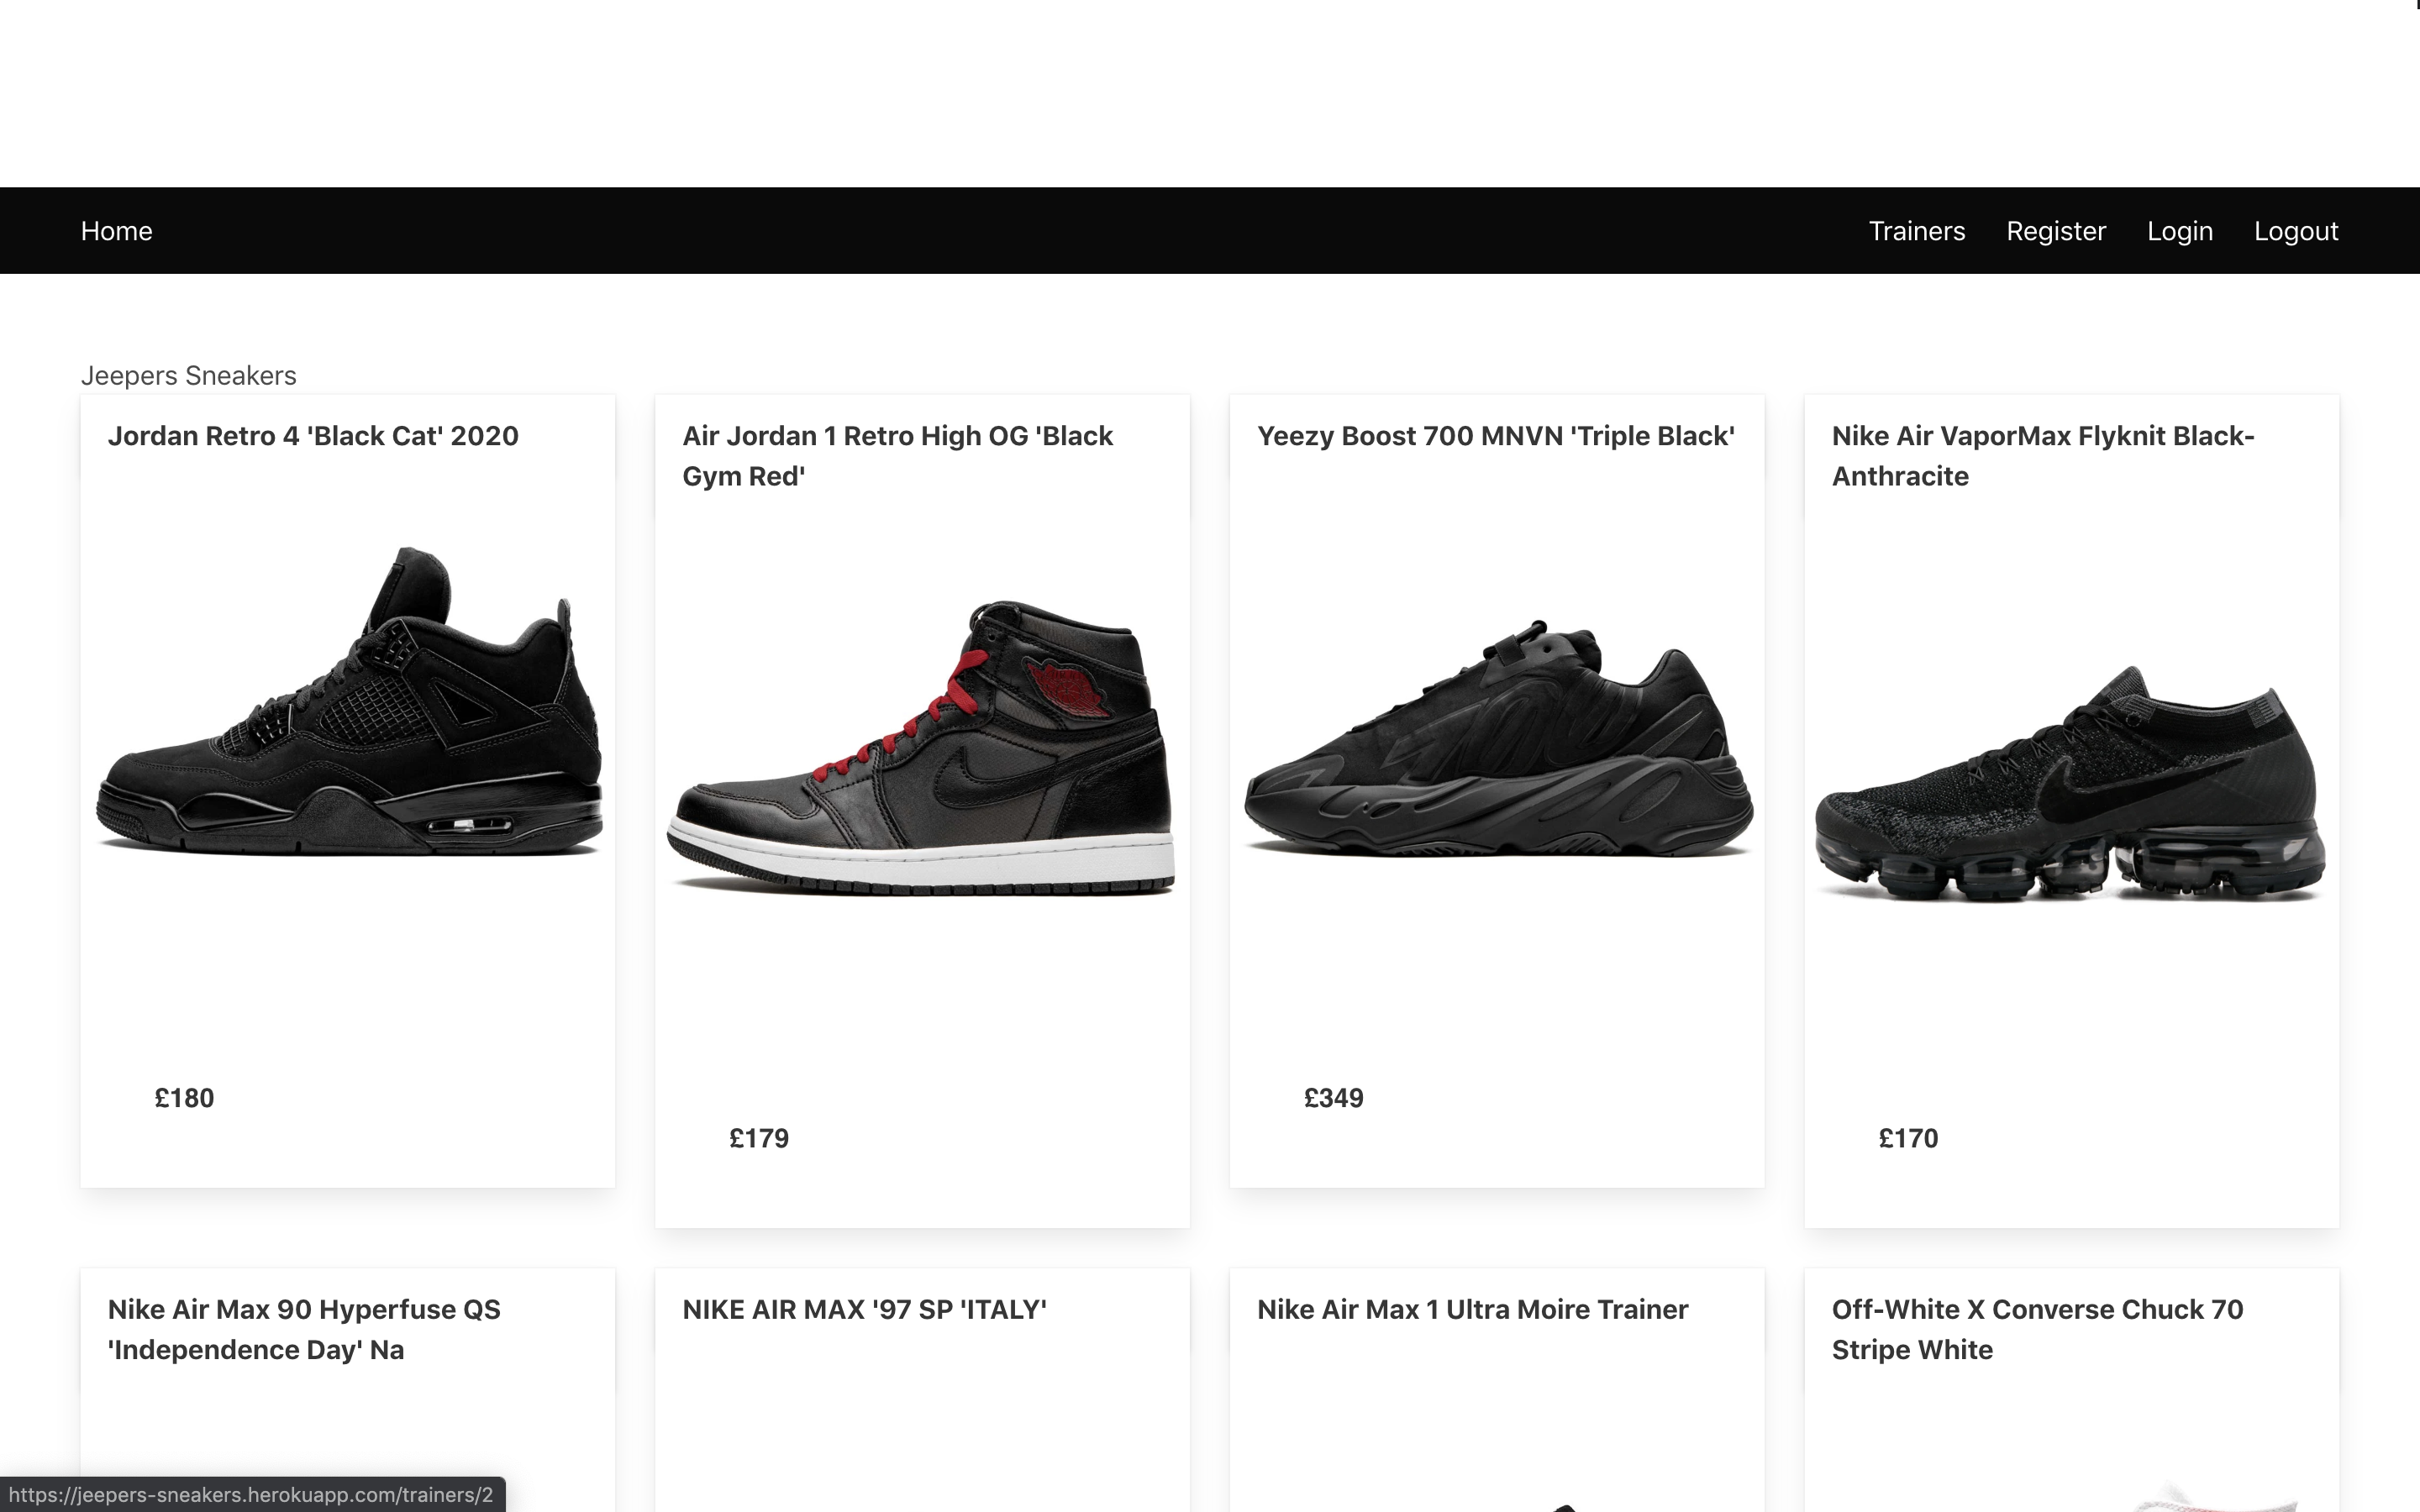 Home Trainers Register Login Logout
Jeepers Sneakers
Jordan Retro 4 'Black Cat' 2020
£180
Air Jordan 1 Retro High OG 'Black
Gym Red'
£179
Yeezy Boost 700 MNVN 'Triple Black'
£349
Nike Air VaporMax Flyknit Black-
Anthracite
£170
Nike Air Max 90 Hyperfuse QS
'Independence Day' Na
NIKE AIR MAX '97 SP 'ITALY'
Nike Air Max 1 Ultra Moire Trainer
Off-White X Converse Chuck 70
Stripe White
https://jeepers-sneakers.herokuapp.com/trainers/2